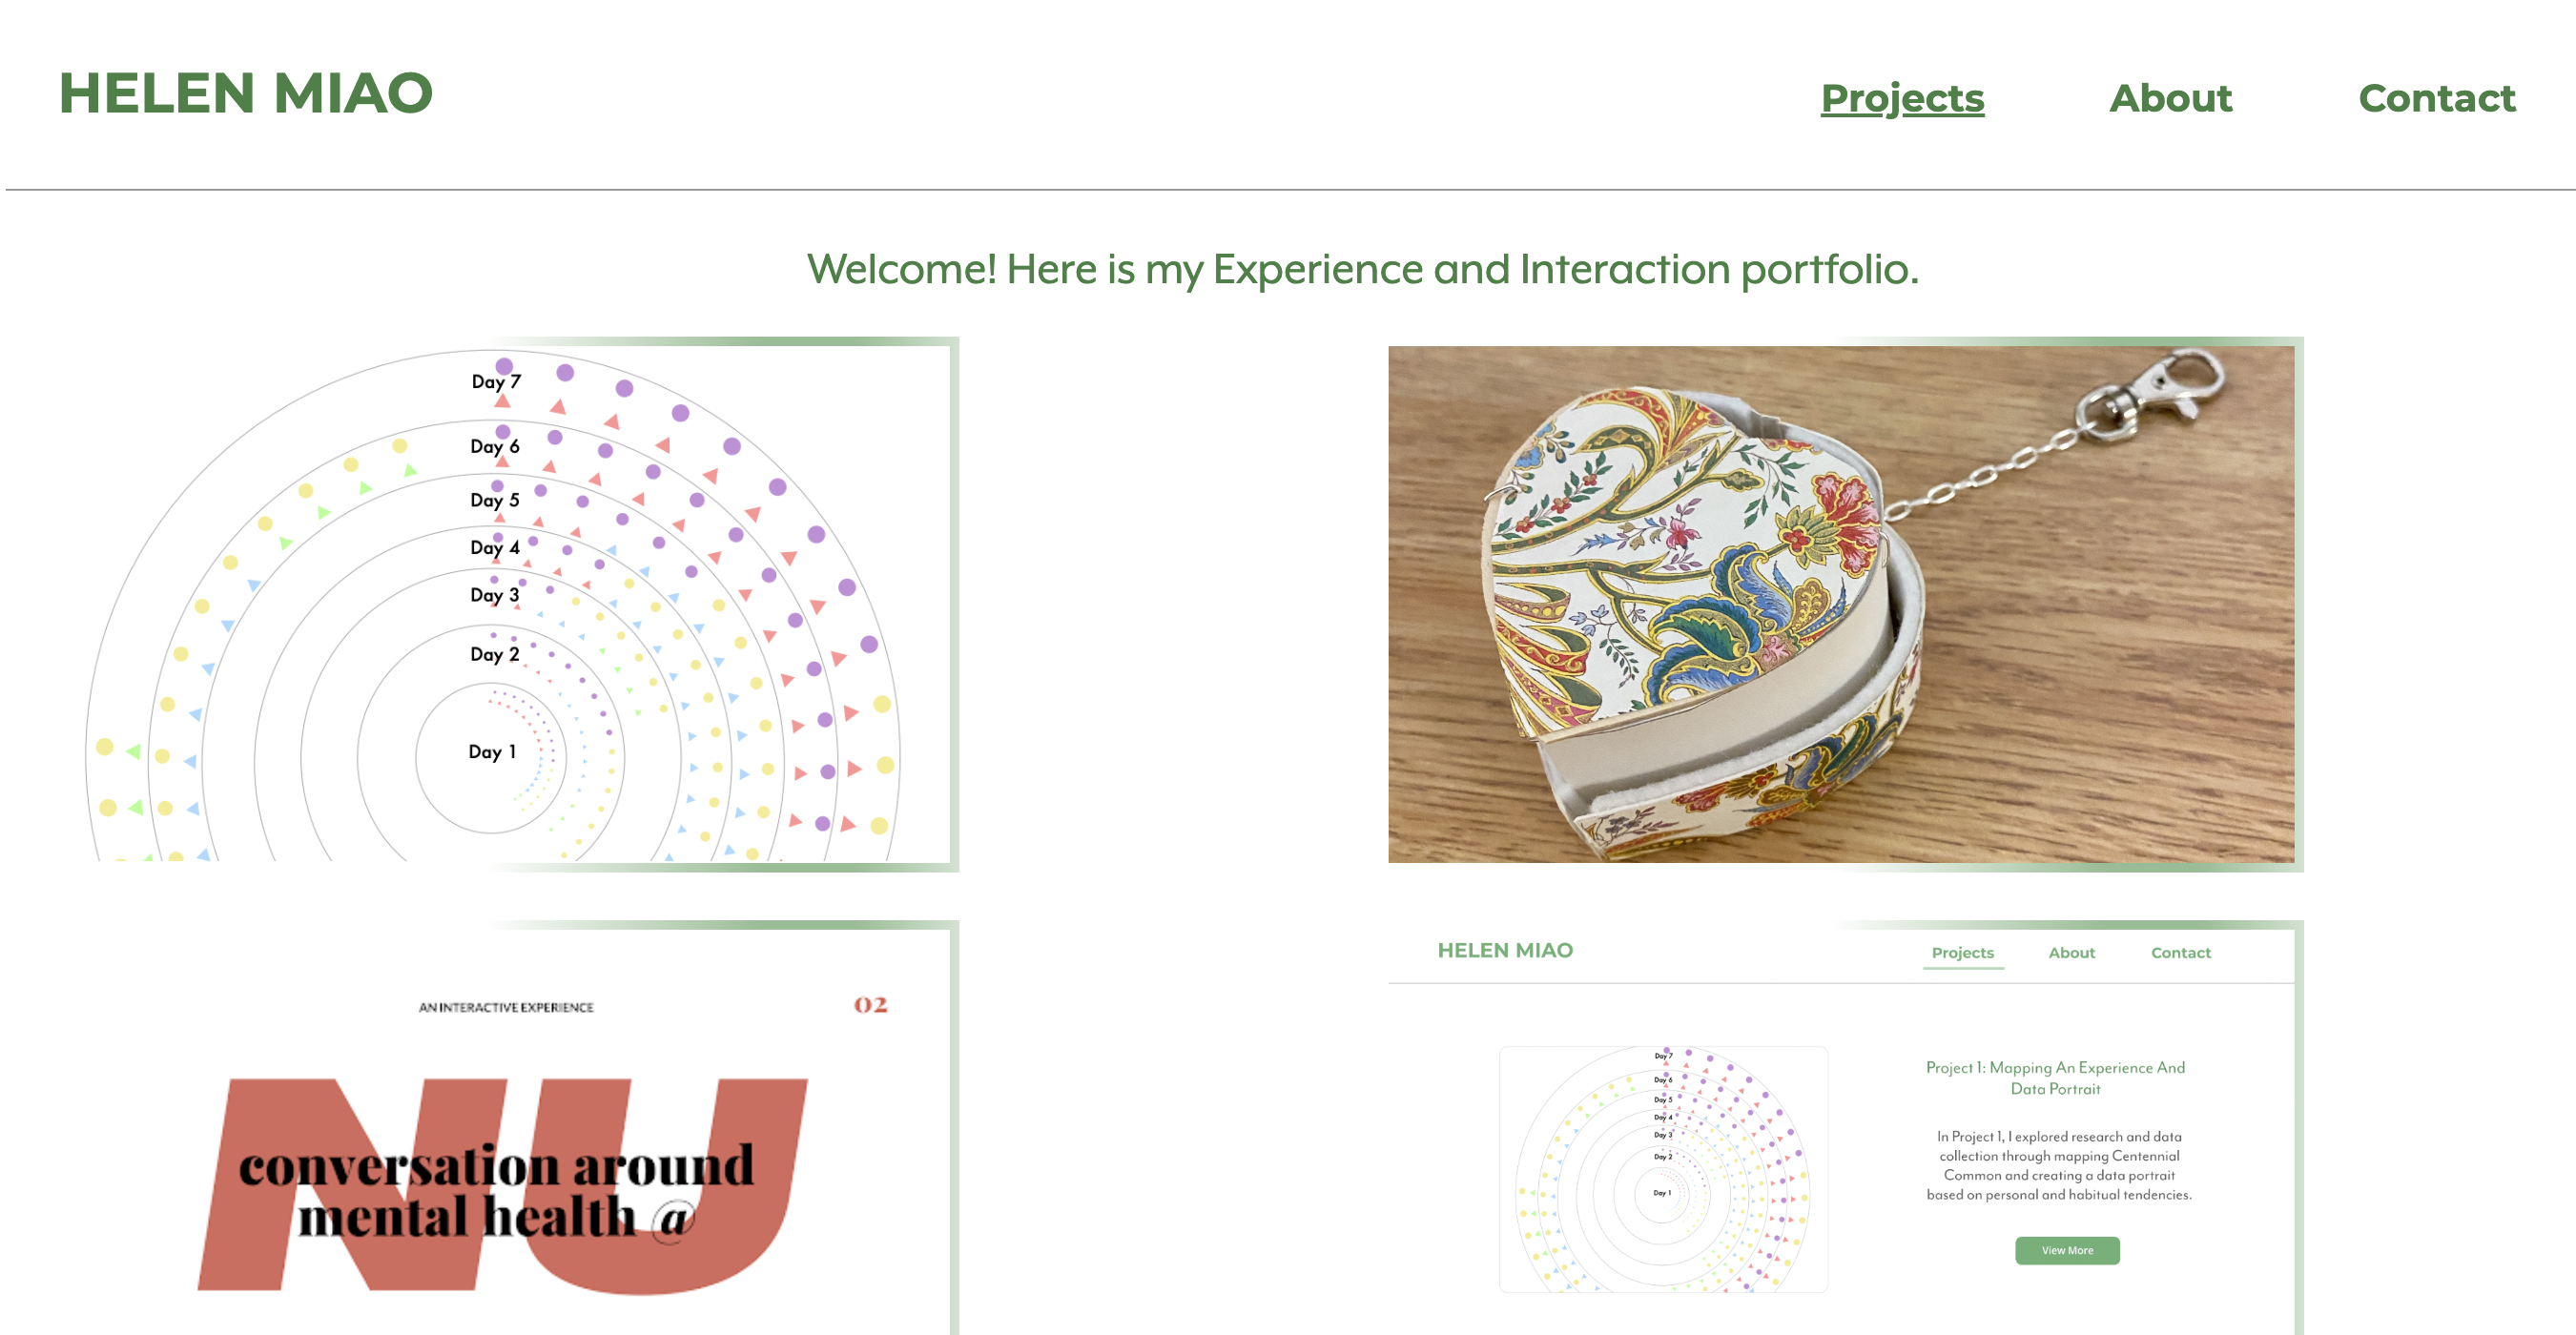 HELEN MIAO
Projects
About
Contact
Welcome! Here is my Experience and Interaction portfolio.
Day 7
Day 6
Day 5
Day 4
Day 3
Day 2
Day 1
AN INTERACTIVE EXPERIENCE
02
NU
conversation around
mental health @
HELEN MIAO
Projects
About
Contact
Day 7
Day 6
Day 5
Day 4
Day 3
Day 2
Day 1
Project 1: Mapping An Experience And
Data Portrait
In Project 1, I explored research and data
collection through mapping Centennial
Common and creating a data portrait
based on personal and habitual tendencies.
View More